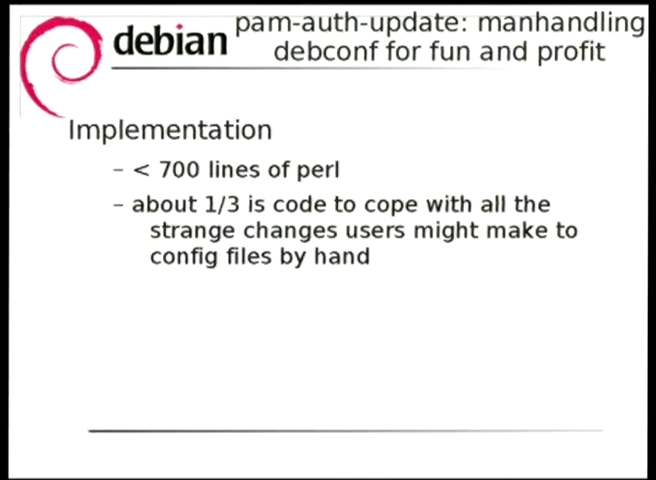 debian
pam-auth-update: manhandling
debconf for fun and profit
Implementation
– < 700 lines of perl
– about 1/3 is code to cope with all the
strange changes users might make to
config files by hand